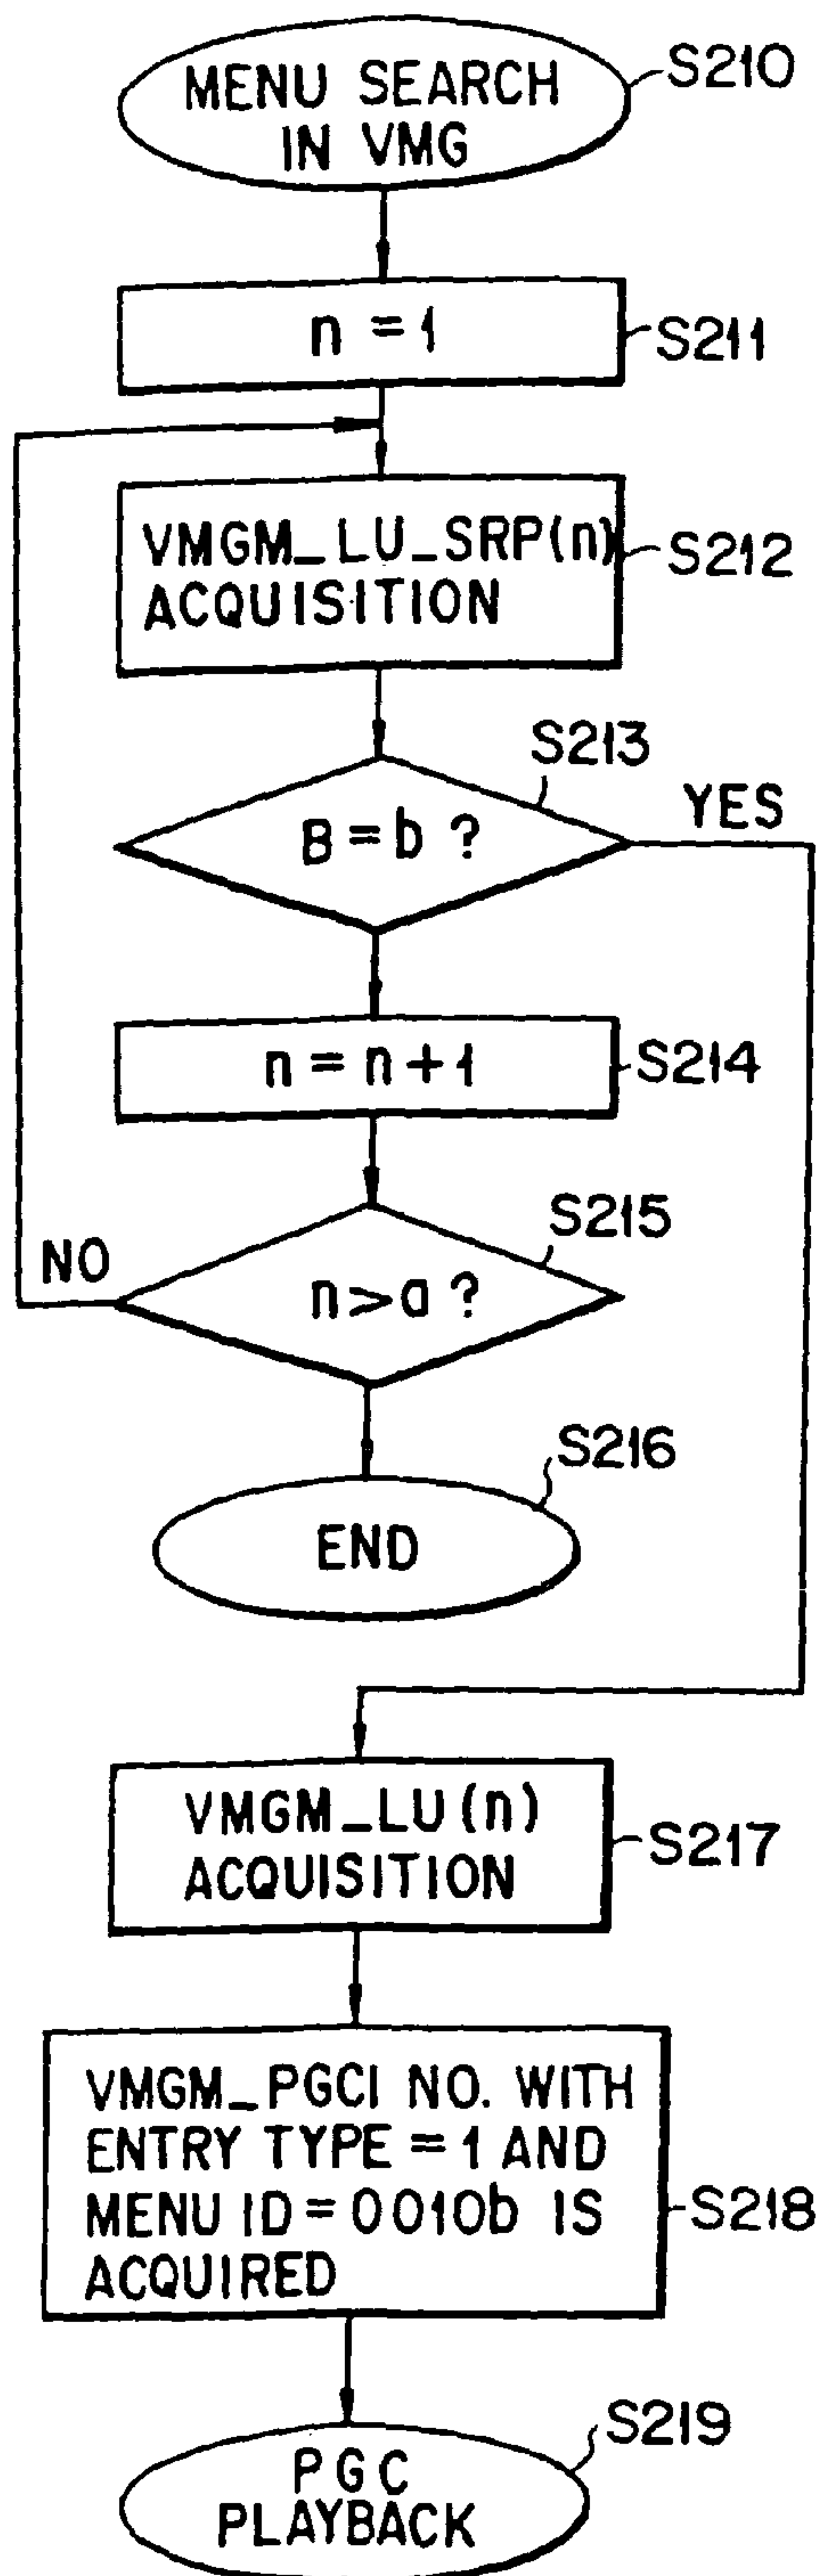 MENU SEARCH
IN VMG
S210
n = 1
S211
VMGM_LU_SRP(n)
ACQUISITION
S212
S213
B = b ?
YES
n = n + 1
S214
S215
NO
n > a ?
S216
END
VMGM_LU(n)
ACQUISITION
S217
VMGM_PGCI NO. WITH
ENTRY TYPE = 1 AND
MENU ID = 0010b IS
ACQUIRED
S218
S219
PGC
PLAYBACK